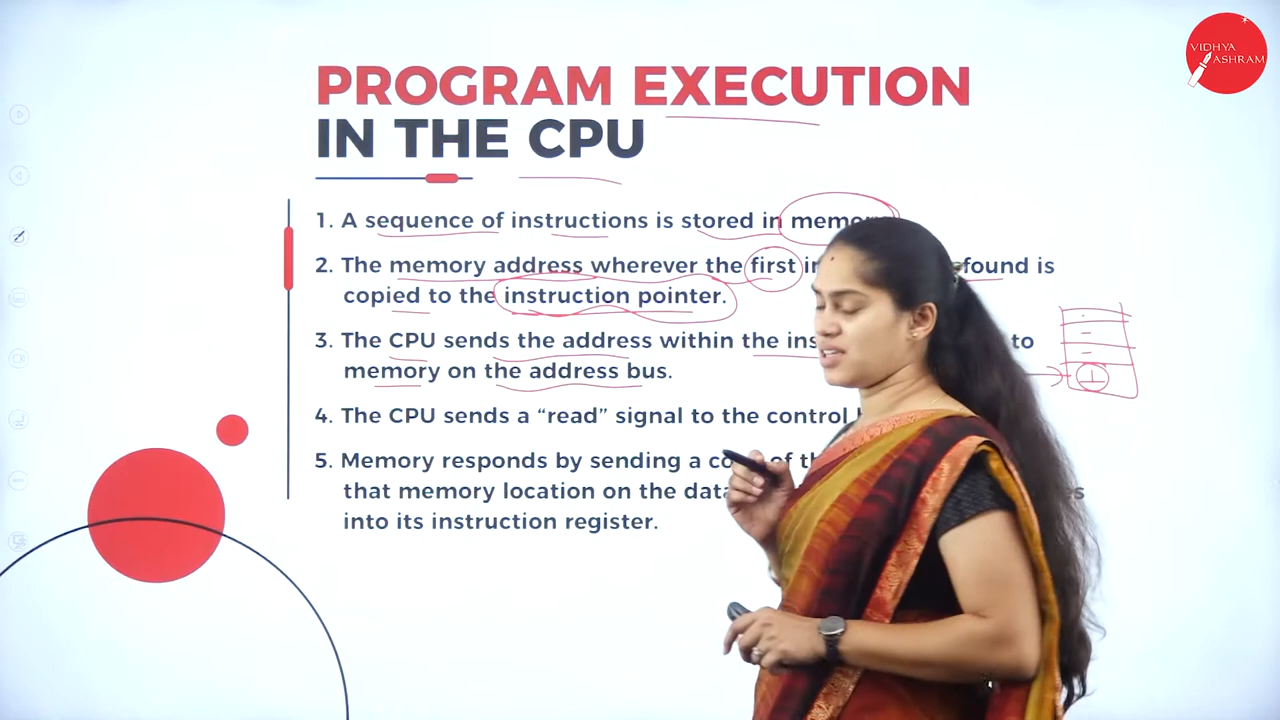 VIDHYA
ASHRAM
PROGRAM EXECUTION
IN THE CPU
1. A sequence of instructions is stored in
2. The memory address wherever the first found is
copied to the instruction pointer.
3. The CPU sends the address within the to
memory on the address bus.
4. The CPU sends a “read” signal to the control
5. Memory responds by sending a of
that memory location on the data
into its instruction register.
1